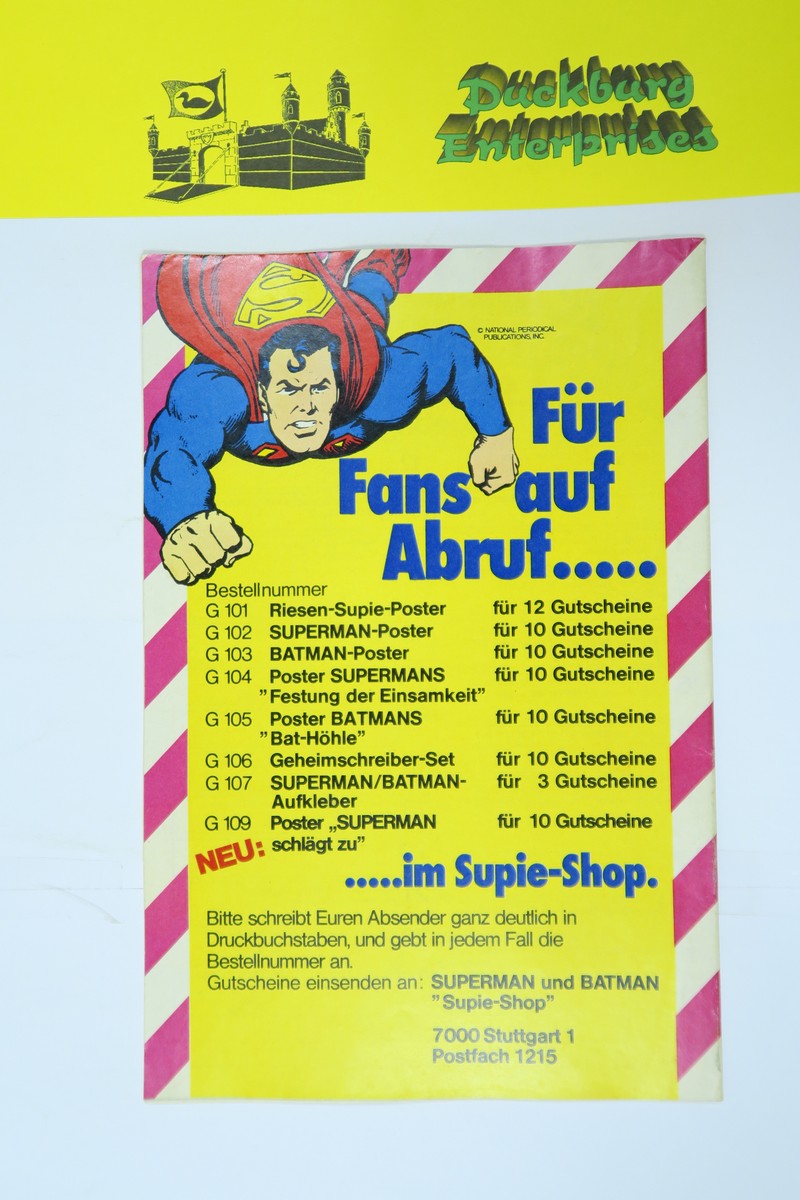 Duckburg
Enterprises
© NATIONAL PERIODICAL
PUBLICATIONS, INC
Für
Fans auf
Abruf.....
Bestellnummer
G 101 Riesen-Supie-Poster für 12 Gutscheine
G 102 SUPERMAN-Poster für 10 Gutscheine
G 103 BATMAN-Poster für 10 Gutscheine
G 104 Poster SUPERMANS für 10 Gutscheine
"Festung der Einsamkeit"
G 105 Poster BATMANS für 10 Gutscheine
"Bat-Höhle"
G 106 Geheimschreiber-Set für 10 Gutscheine
G 107 SUPERMAN/BATMAN- für 3 Gutscheine
Aufkleber
G 109 Poster „SUPERMAN für 10 Gutscheine
NEU: schlägt zu"
.....im Supie-Shop.
Bitte schreibt Euren Absender ganz deutlich in
Druckbuchstaben, und gebt in jedem Fall die
Bestellnummer an.
Gutscheine einsenden an: SUPERMAN und BATMAN
"Supie-Shop"
7000 Stuttgart 1
Postfach 1215